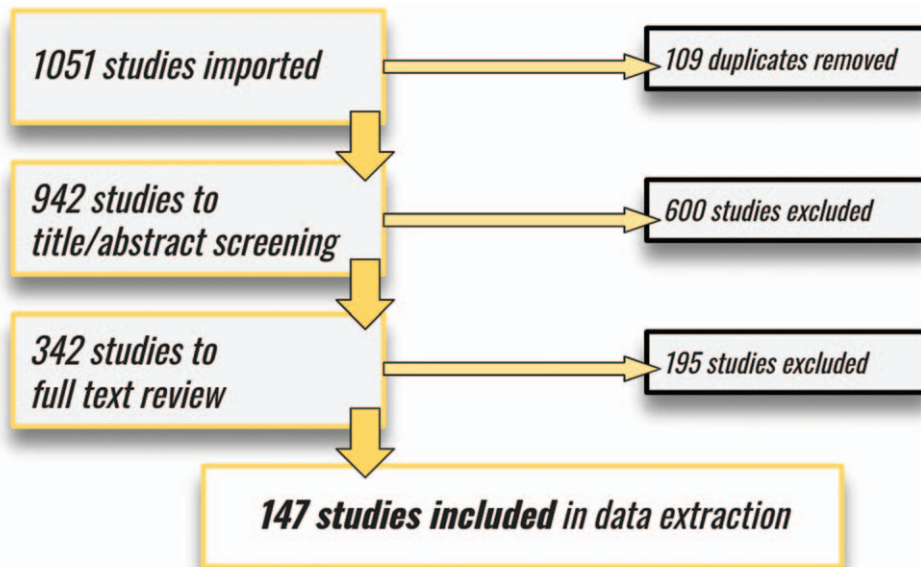 1051 studies imported
109 duplicates removed
942 studies to
title/abstract screening
600 studies excluded
342 studies to
full text review
195 studies excluded
147 studies included in data extraction